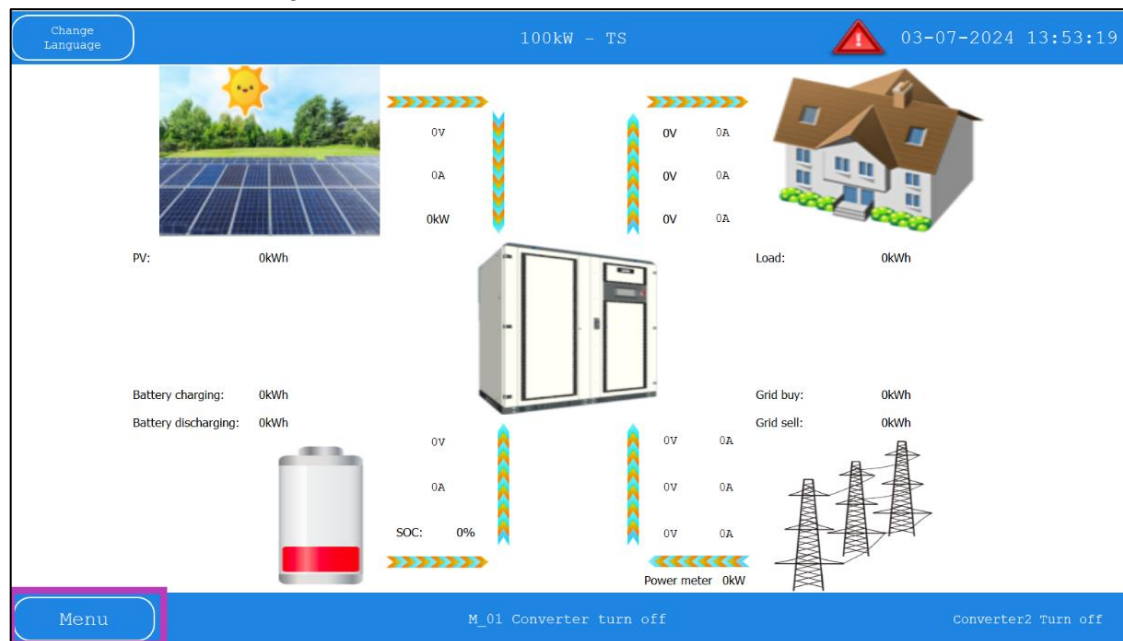 Change
Language
100kW - TS
03-07-2024 13:53:19
0V
0A
0kW
0V 0A
0V 0A
0V 0A
PV: 0kWh
Load: 0kWh
Battery charging: 0kWh
Battery discharging: 0kWh
Grid buy: 0kWh
Grid sell: 0kWh
0V
0A
SOC: 0%
0V 0A
0V 0A
0V 0A
Power meter 0kW
Menu
M_01 Converter turn off
Converter2 Turn off